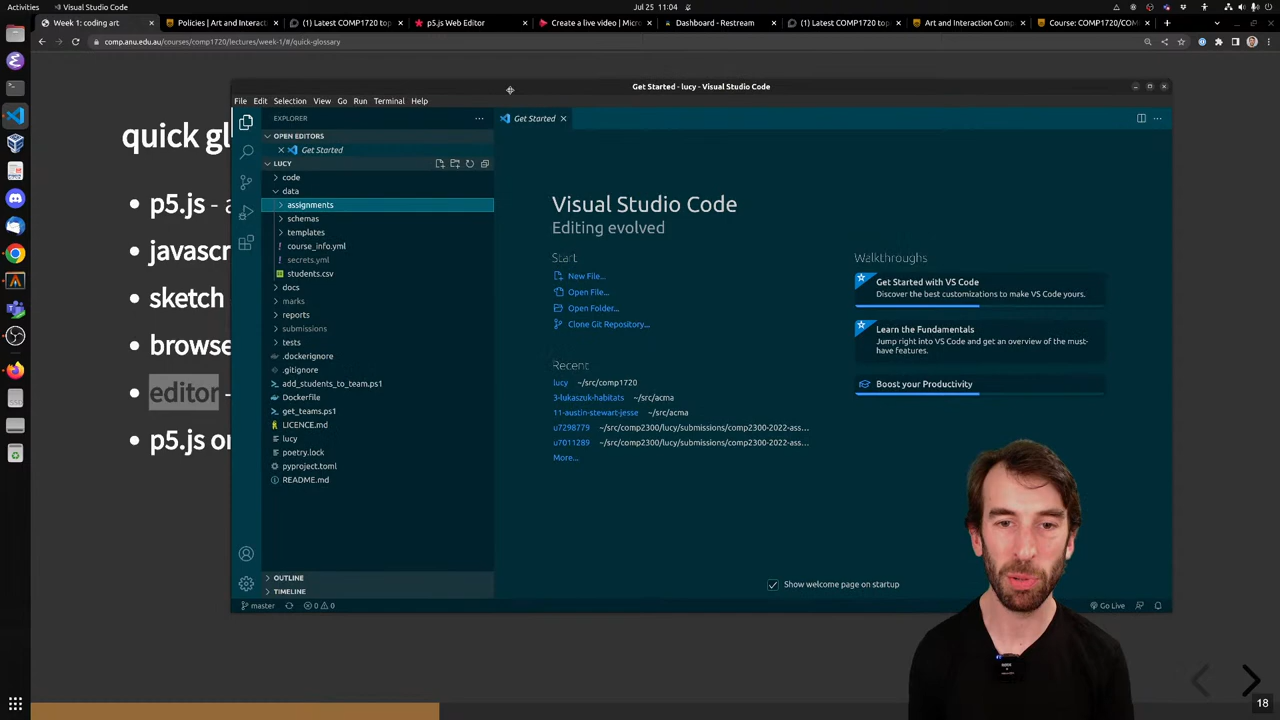 Activities
Visual Studio Code
Jul 25 11:04
Week 1: coding art
Policies | Art and Interact
(1) Latest COMP1720 top
p5.js Web Editor
Create a live video | Micros
Dashboard - Restream
(1) Latest COMP1720 top
Art and Interaction Comp
Course: COMP1720/COM
comp.anu.edu.au/courses/comp1720/lectures/week-1/#/quick-glossary
quick gl
p5.js - a
javascr
sketch
browse
editor -
p5.js or
Get Started - lucy - Visual Studio Code
File Edit Selection View Go Run Terminal Help
EXPLORER
Get Started
OPEN EDITORS
Get Started
LUCY
code
data
assignments
schemas
templates
course_info.yml
secrets.yml
students.csv
docs
marks
reports
submissions
tests
.dockerignore
.gitignore
add_students_to_team.ps1
Dockerfile
get_teams.ps1
LICENCE.md
lucy
poetry.lock
pyproject.toml
README.md
OUTLINE
TIMELINE
master
0 0
Visual Studio Code
Editing evolved
Start
New File...
Open File...
Open Folder...
Clone Git Repository...
Recent
lucy ~/src/comp1720
3-lukaszuk-habitats ~/src/acma
11-austin-stewart-jesse ~/src/acma
u7298779 ~/src/comp2300/lucy/submissions/comp2300-2022-ass...
u7011289 ~/src/comp2300/lucy/submissions/comp2300-2022-ass...
More...
Walkthroughs
Get Started with VS Code
Discover the best customizations to make VS Code yours.
Learn the Fundamentals
Jump right into VS Code and get an overview of the must-
have features.
Boost your Productivity
Show welcome page on startup
Go Live
18